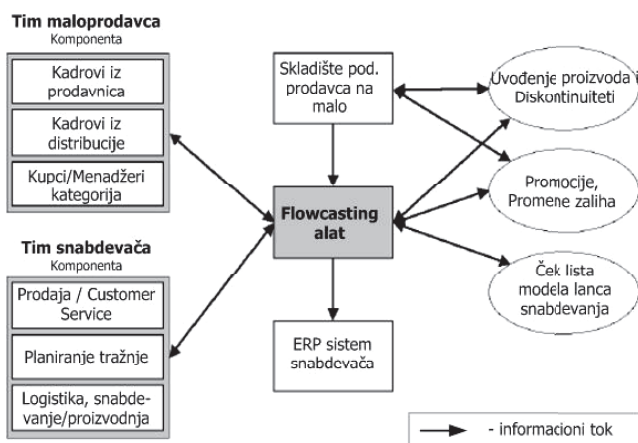 Tim maloprodavca
Komponenta
Kadrovi iz
prodavnica
Kadrovi iz
distribucije
Kupci/Menadžeri
kategorija
Tim snabdevača
Komponenta
Prodaja / Customer
Service
Planiranje tražnje
Logistika, snabde-
vanje/proizvodnja
Skladište pod.
prodavca na
malo
Flowcasting
alat
ERP sistem
snabdevača
Uvođenje proizvoda i
Diskontinuiteti
Promocije,
Promene zaliha
Ček lista
modela lanca
snabdevanja
- informacioni tok